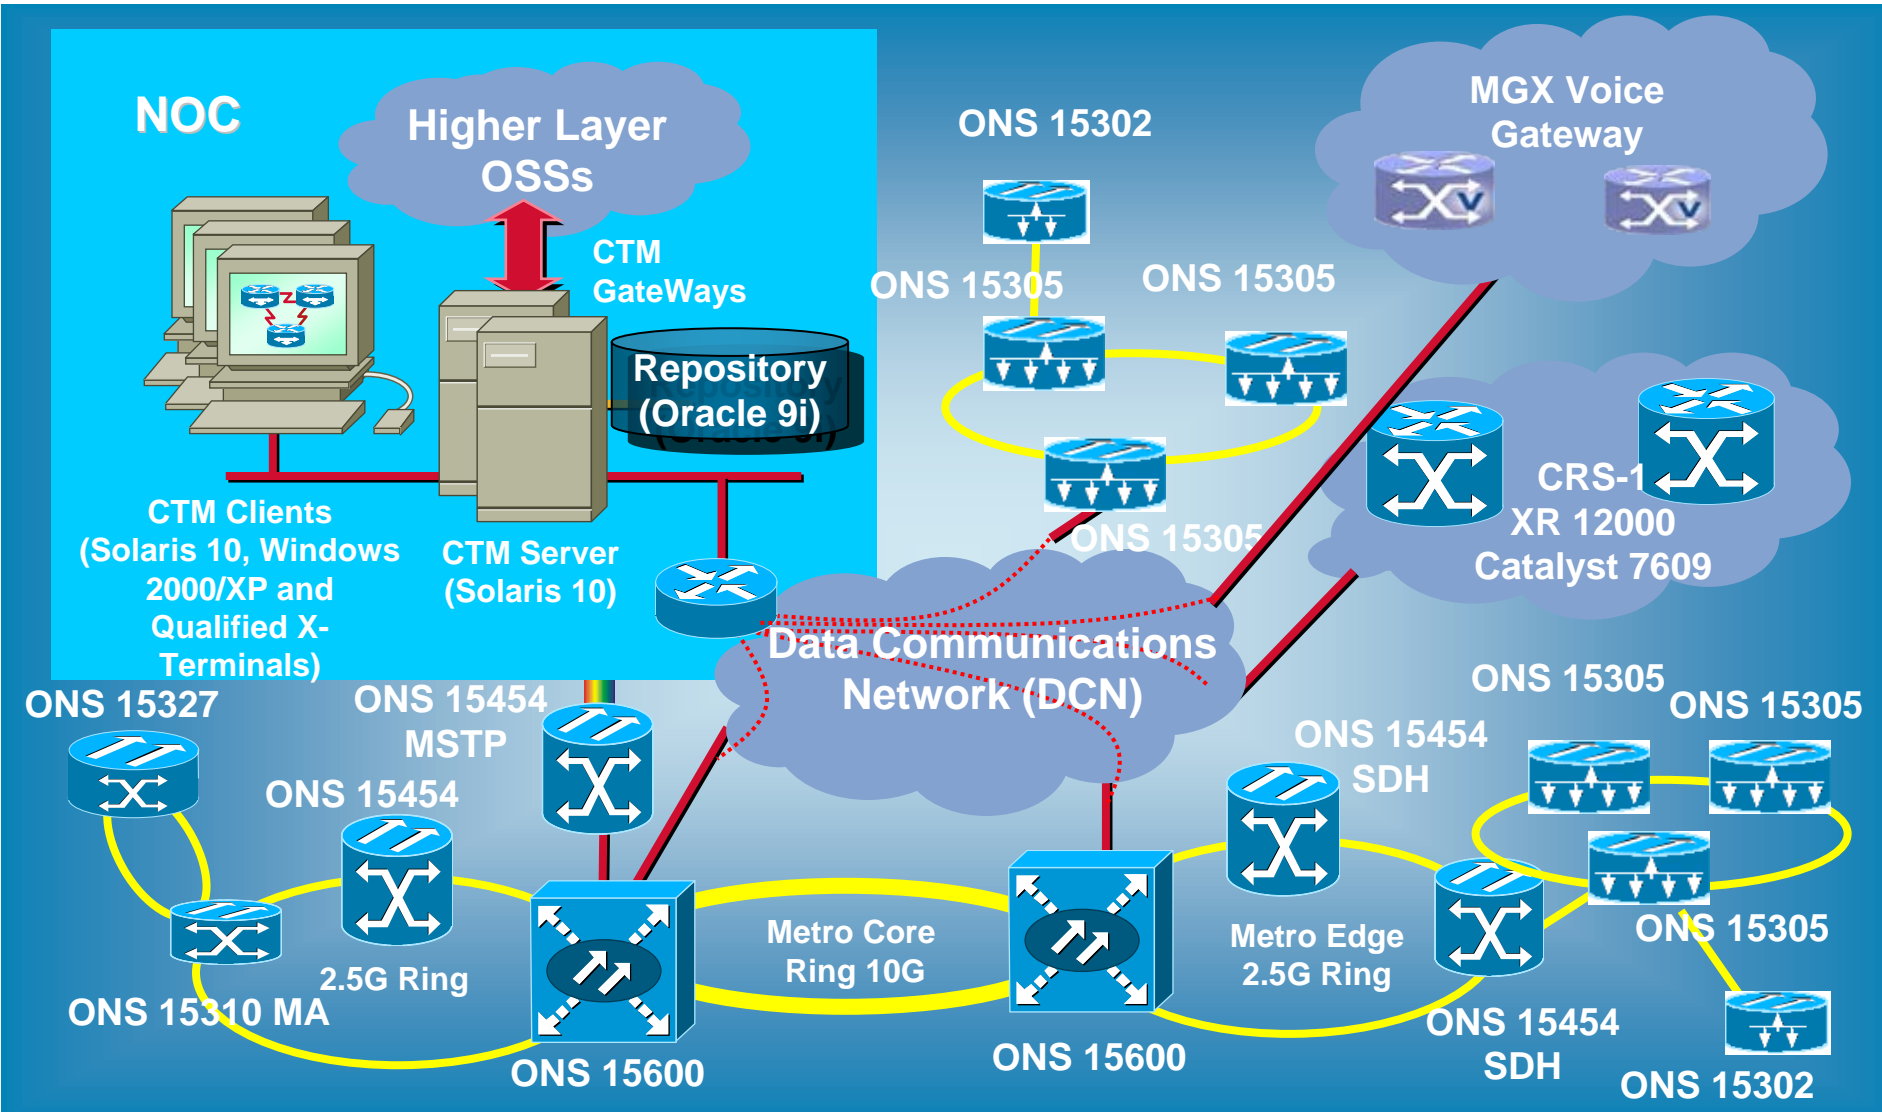 NOC
Higher Layer
OSSs
CTM
GateWays
Repository
(Oracle 9i)
CTM Clients
(Solaris 10, Windows
2000/XP and
Qualified X-
Terminals)
CTM Server
(Solaris 10)
ONS 15302
ONS 15305
ONS 15305
ONS 15305
MGX Voice
Gateway
V
V
CRS-1
XR 12000
Catalyst 7609
Data Communications
Network (DCN)
ONS 15327
ONS 15454
MSTP
ONS 15454
2.5G Ring
ONS 15310 MA
ONS 15600
Metro Core
Ring 10G
ONS 15600
ONS 15454
SDH
Metro Edge
2.5G Ring
ONS 15454
SDH
ONS 15305
ONS 15305
ONS 15305
ONS 15302